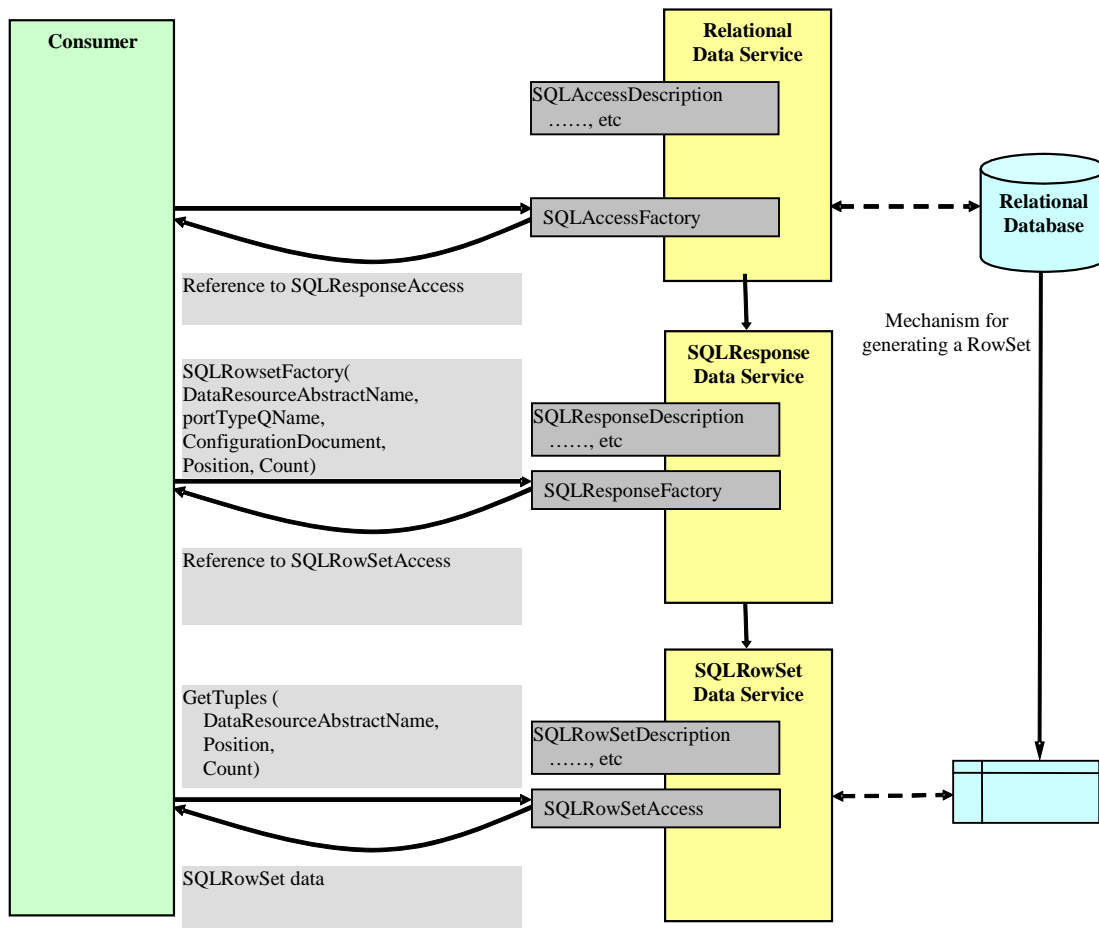 Consumer
Relational
Data Service
SQLAccessDescription
......, etc
SQLAccessFactory
Relational
Database
Reference to SQLResponseAccess
Mechanism for
generating a RowSet
SQLResponse
Data Service
SQLRowsetFactory(
DataResourceAbstractName,
portTypeQName,
ConfigurationDocument,
Position, Count)
SQLResponseDescription
......, etc
SQLResponseFactory
Reference to SQLRowSetAccess
SQLRowSet
Data Service
GetTuples (
DataResourceAbstractName,
Position,
Count)
SQLRowSetDescription
......, etc
SQLRowSetAccess
SQLRowSet data